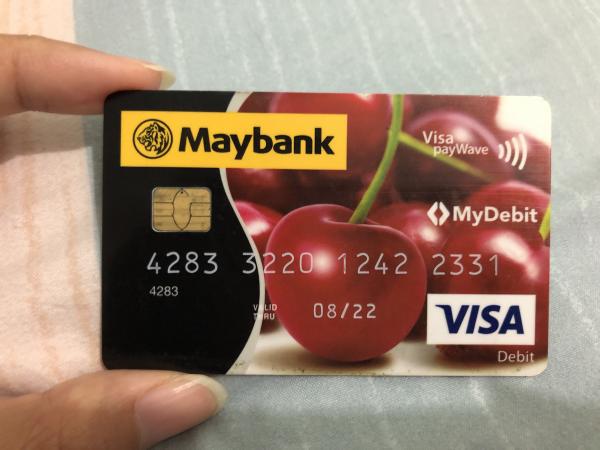 Maybank
Visa
payWave
MyDebit
4283 3220 1242 2331
4283
VALID
THRU
08/22
VISA
Debit